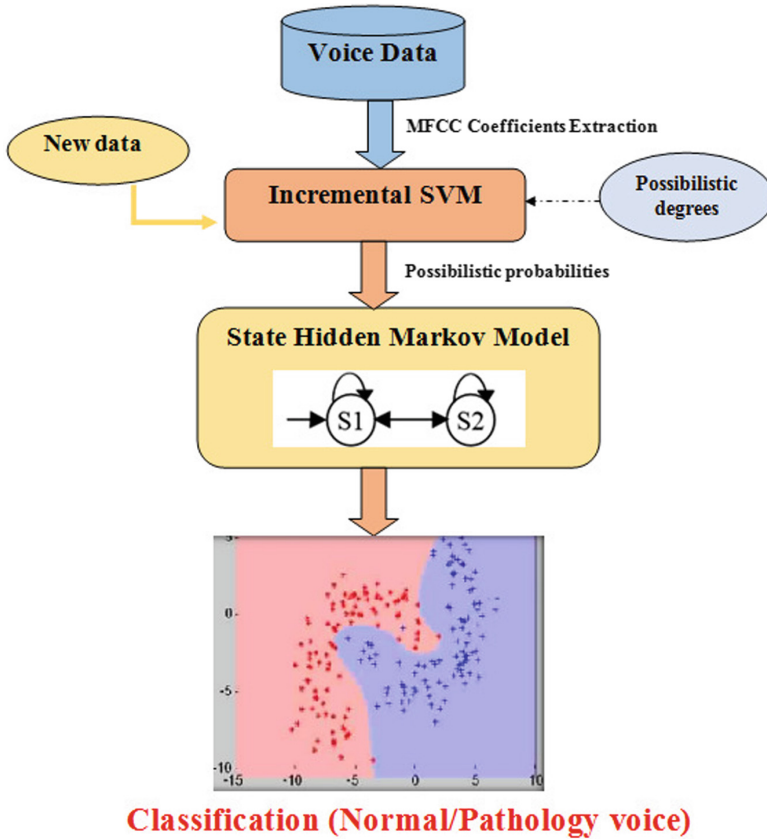 Voice Data
MFCC Coefficients Extraction
New data
Incremental SVM
Possibilistic
degrees
Possibilistic probabilities
State Hidden Markov Model
S1
S2
5
0
-5
-10
-15
-10
-5
0
5
10
Classification (Normal/Pathology voice)